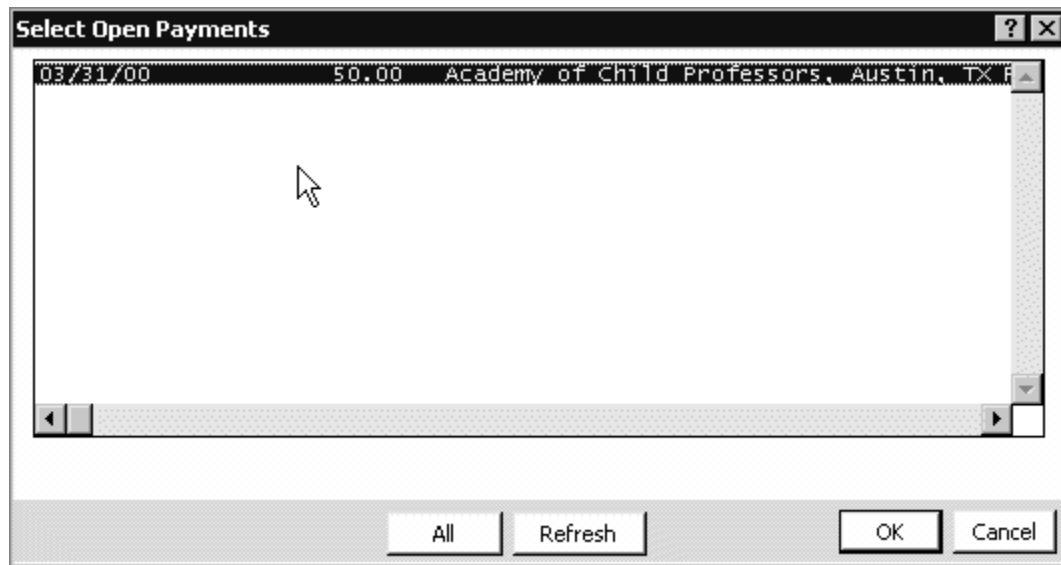 Select Open Payments
03/31/00 50.00 Academy of Child Professors, Austin, TX
All Refresh OK Cancel